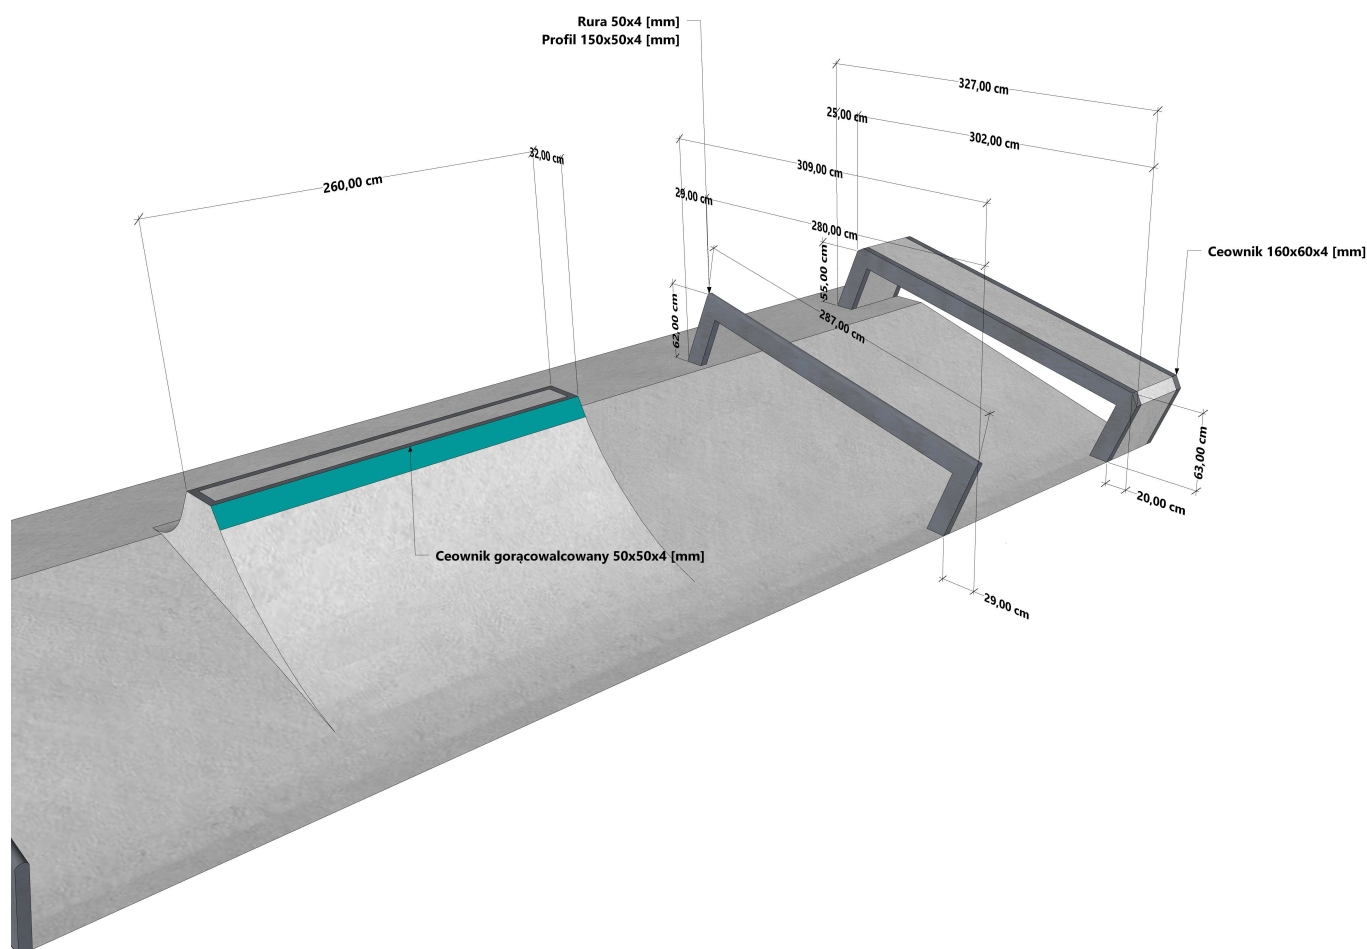 Rura 50x4 [mm]
Profil 150x50x4 [mm]
327,00 cm
25,00 cm
302,00 cm
32,00 cm
309,00 cm
260,00 cm
29,00 cm
280,00 cm
Ceownik 160x60x4 [mm]
55,00 cm
62,00 cm
287,00 cm
63,00 cm
20,00 cm
Ceownik gorącowalcowany 50x50x4 [mm]
29,00 cm